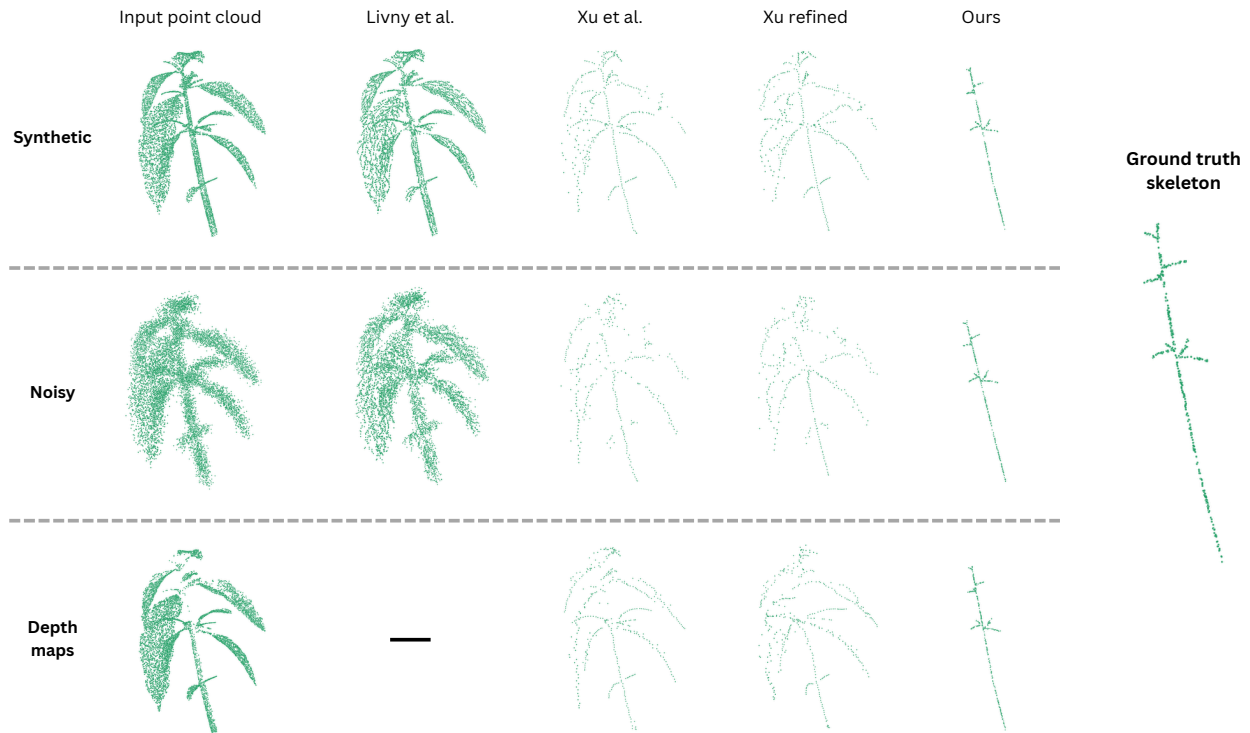 Input point cloud
Livny et al.
Xu et al.
Xu refined
Ours
Synthetic
Ground truth
skeleton
Noisy
Depth
maps